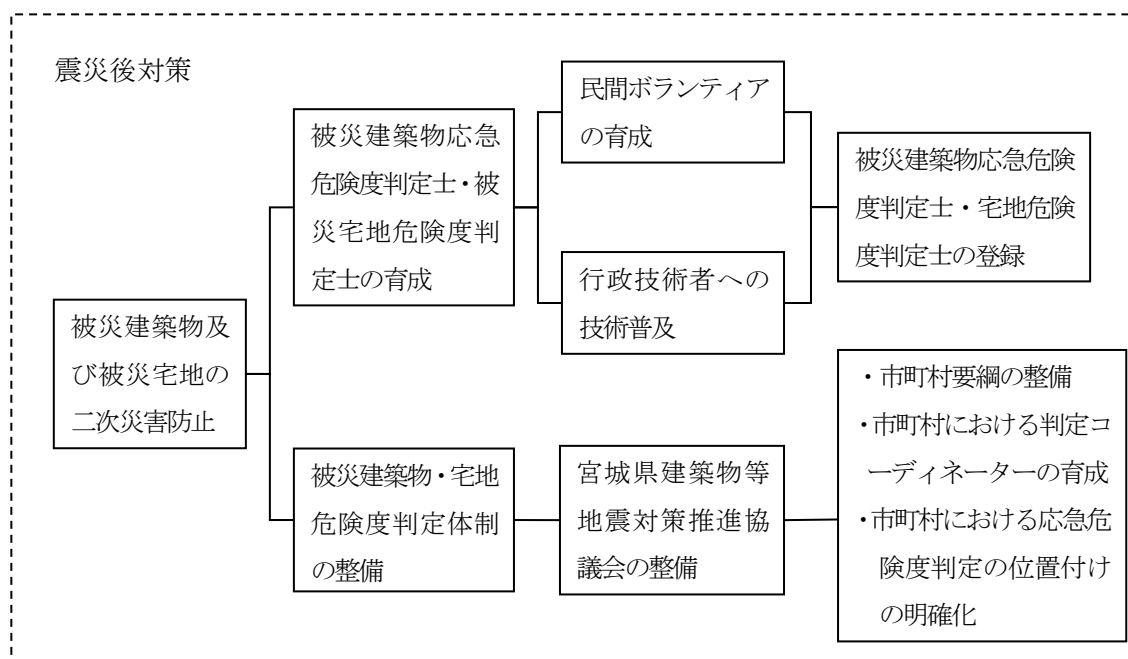 震災後対策
被災建築物及
び被災宅地の
二次災害防止
被災建築物応急
危険度判定士・被
災宅地危険度判
定士の育成
民間ボランティア
の育成
行政技術者への
技術普及
被災建築物応急危険
度判定士・宅地危険
度判定士の登録
被災建築物・宅地
危険度判定体制
の整備
宮城県建築物等
地震対策推進協
議会の整備
・市町村要綱の整備
・市町村における判定コ
ーディネーターの育成
・市町村における応急危
険度判定の位置付け
の明確化